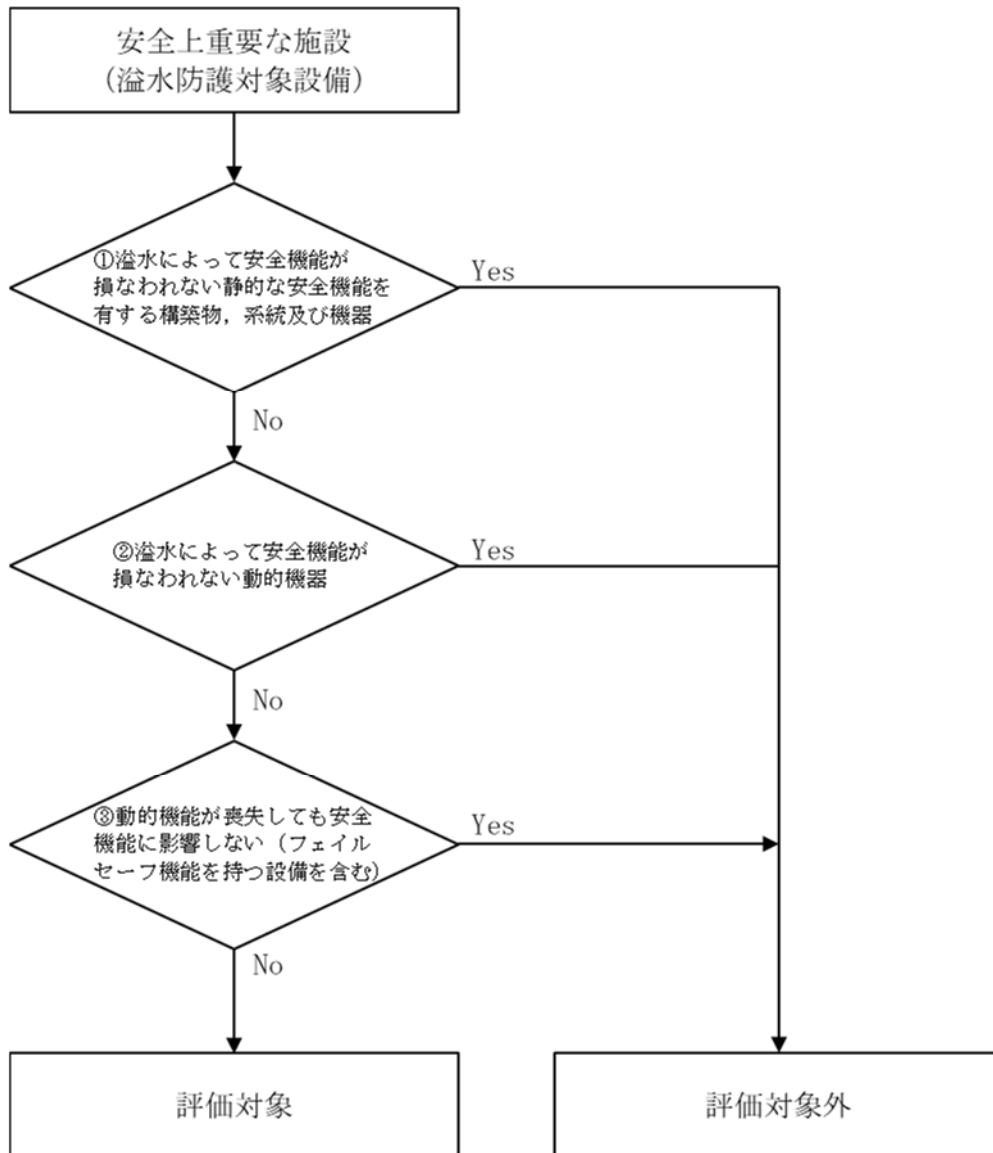 安全上重要な施設
(溢水防護対象設備)
①溢水によって安全機能が
損なわれない静的な安全機能を
有する構築物，系統及び機器
Yes
No
②溢水によって安全機能が
損なわれない動的機器
Yes
No
③動的機能が喪失しても安全
機能に影響しない（フェイル
セーフ機能を持つ設備を含む）
Yes
No
評価対象
評価対象外